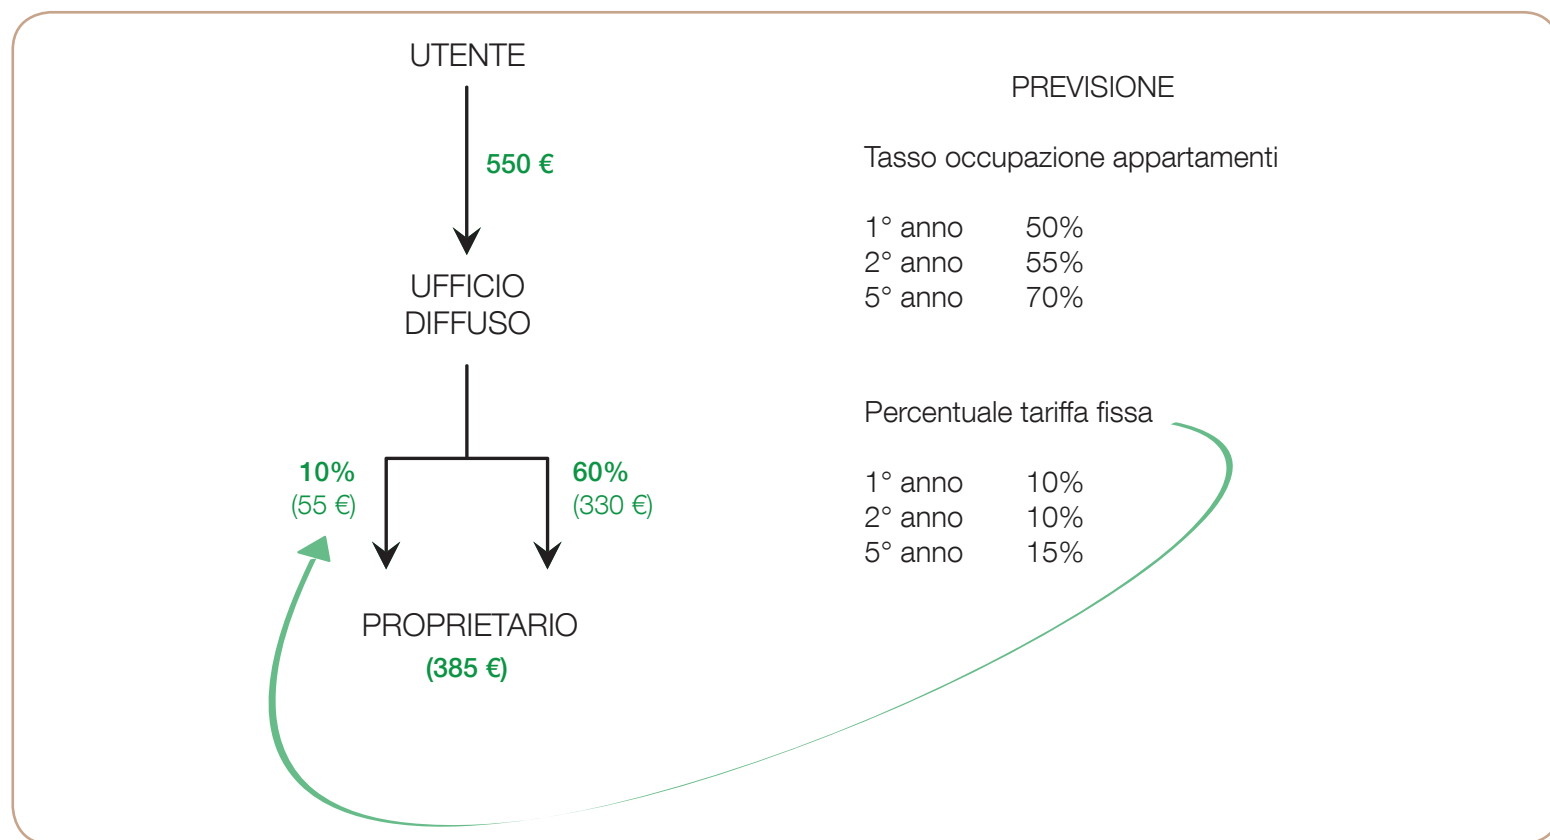 UTENTE
550 €
UFFICIO
DIFFUSO
10%
(55 €)
60%
(330 €)
PROPRIETARIO
(385 €)
PREVISIONE
Tasso occupazione appartamenti
1° anno 50%
2° anno 55%
5° anno 70%
Percentuale tariffa fissa
1° anno 10%
2° anno 10%
5° anno 15%